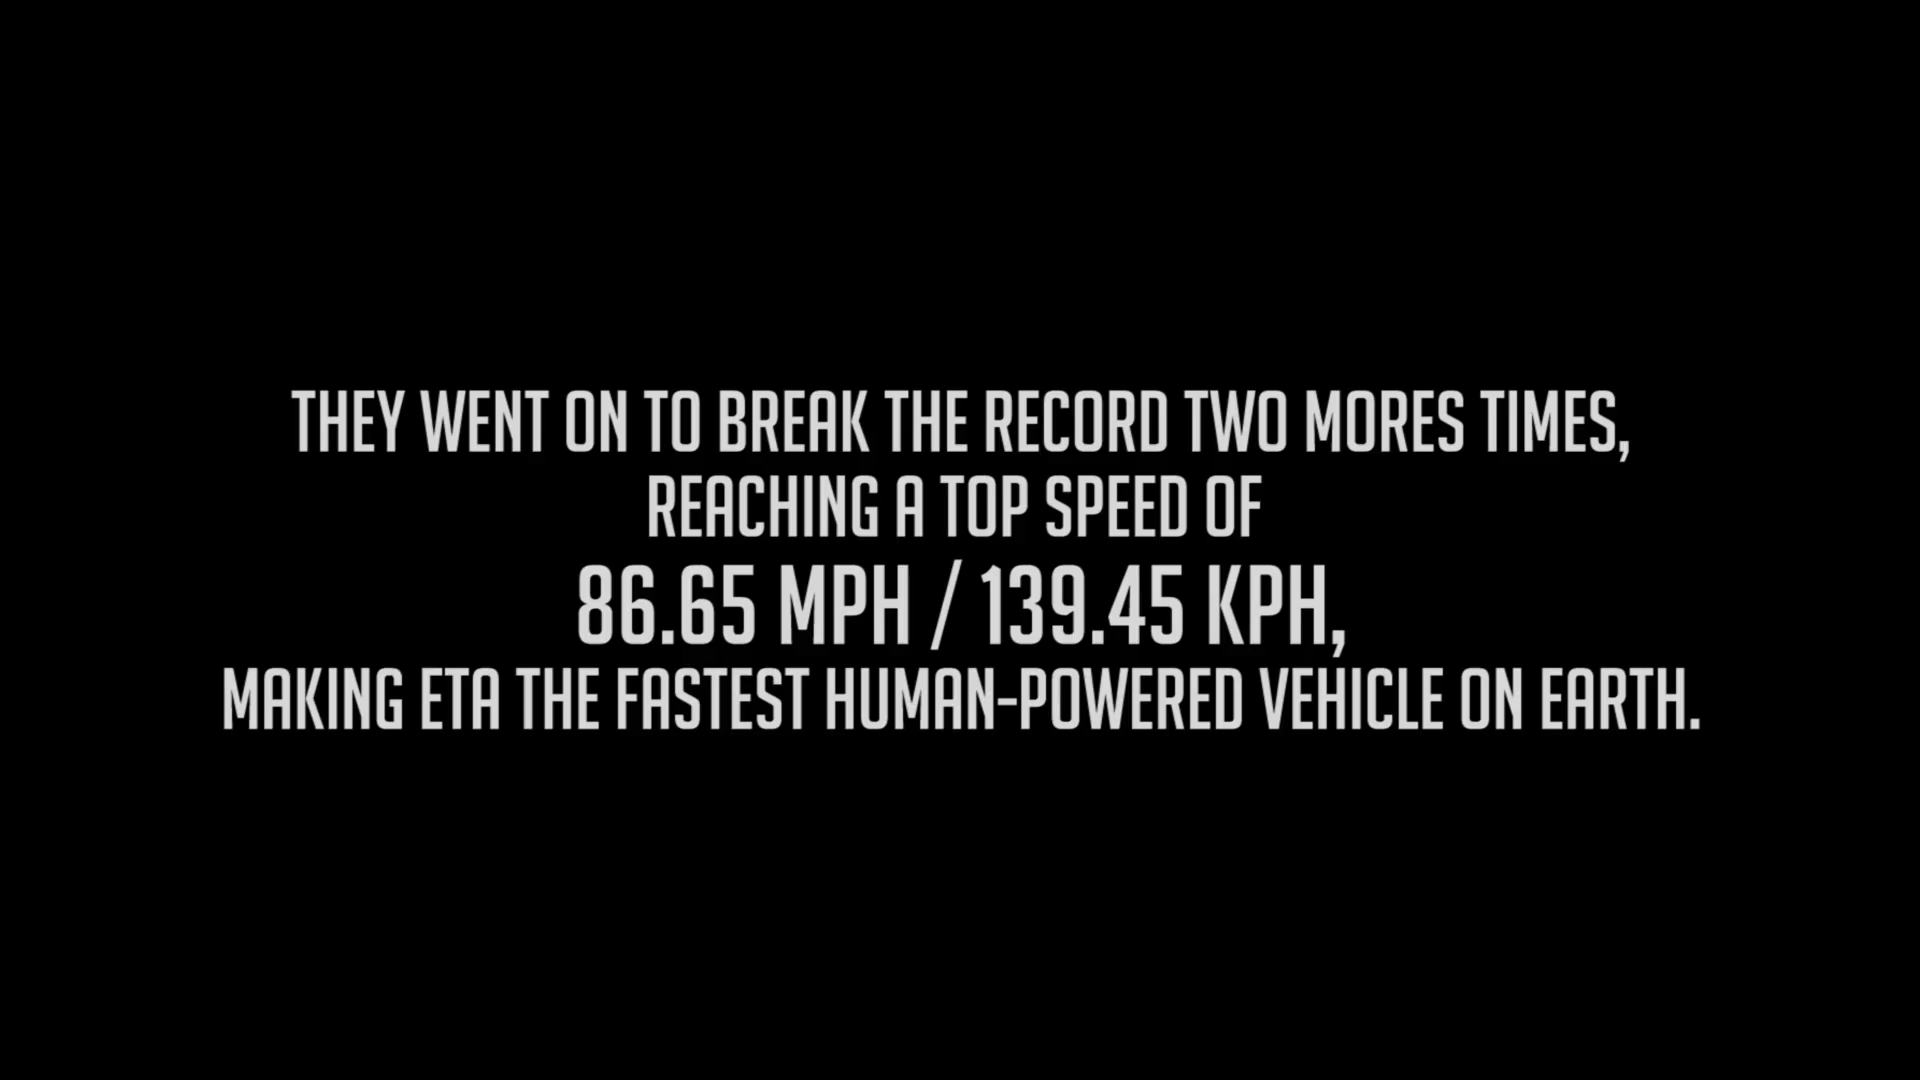 THEY WENT ON TO BREAK THE RECORD TWO MORES TIMES,
REACHING A TOP SPEED OF
86.65 MPH / 139.45 KPH,
MAKING ETA THE FASTEST HUMAN-POWERED VEHICLE ON EARTH.